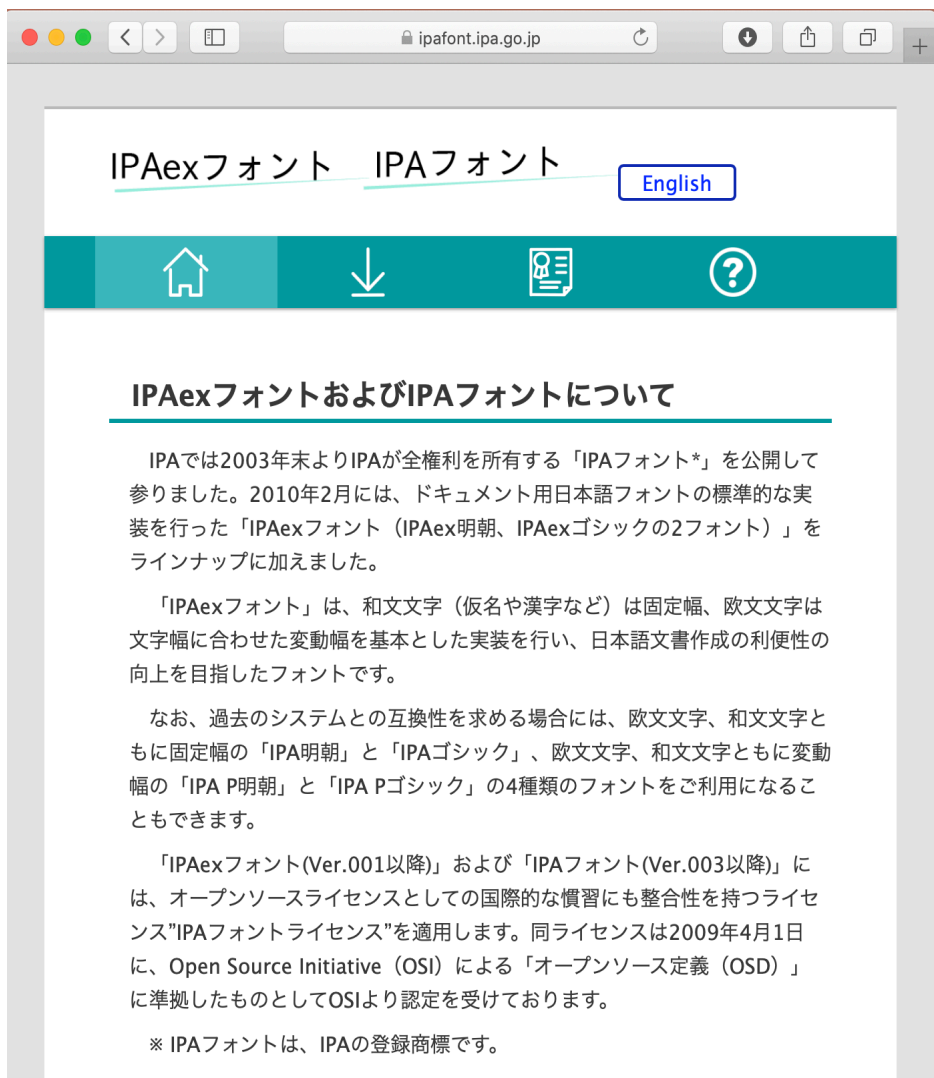 ipafont.ipa.go.jp
IPAexフォント IPAフォント
English
IPAexフォントおよびIPAフォントについて
IPAでは2003年末よりIPAが全権利を所有する「IPAフォント*」を公開して
参りました。2010年2月には、ドキュメント用日本語フォントの標準的な実
装を行った「IPAexフォント（IPAex明朝、IPAexゴシックの2フォント）」を
ラインナップに加えました。
「IPAexフォント」は、和文文字（仮名や漢字など）は固定幅、欧文文字は
文字幅に合わせた変動幅を基本とした実装を行い、日本語文書作成の利便性の
向上を目指したフォントです。
なお、過去のシステムとの互換性を求める場合には、欧文文字、和文文字と
もに固定幅の「IPA明朝」と「IPAゴシック」、欧文文字、和文文字ともに変動
幅の「IPA P明朝」と「IPA Pゴシック」の4種類のフォントをご利用になるこ
ともできます。
「IPAexフォント(Ver.001以降)」および「IPAフォント(Ver.003以降)」に
は、オープンソースライセンスとしての国際的な慣習にも整合性を持つライセ
ンス”IPAフォントライセンス”を適用します。同ライセンスは2009年4月1日
に、Open Source Initiative（OSI）による「オープンソース定義（OSD）」
に準拠したものとしてOSIより認定を受けております。
※ IPAフォントは、IPAの登録商標です。